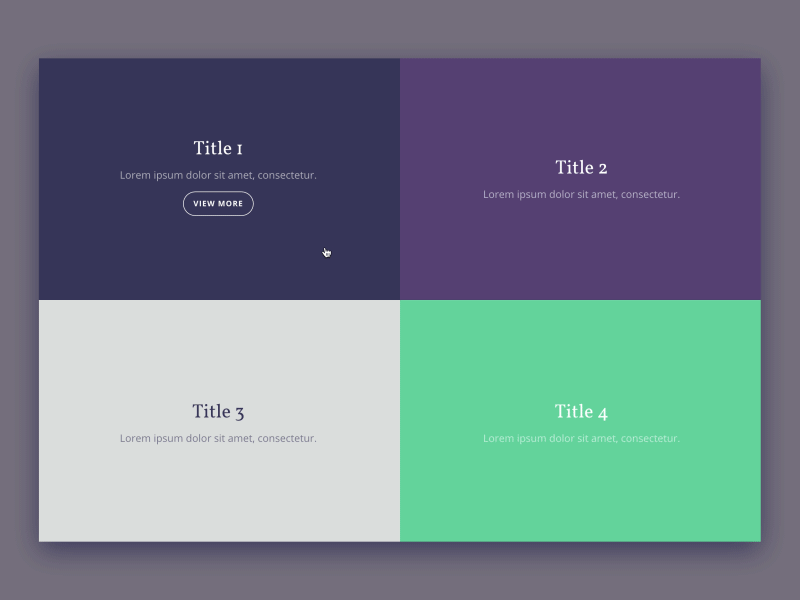 Title 1
Lorem ipsum dolor sit amet, consectetur.
VIEW MORE
Title 2
Lorem ipsum dolor sit amet, consectetur.
Title 3
Lorem ipsum dolor sit amet, consectetur.
Title 4
Lorem ipsum dolor sit amet, consectetur.